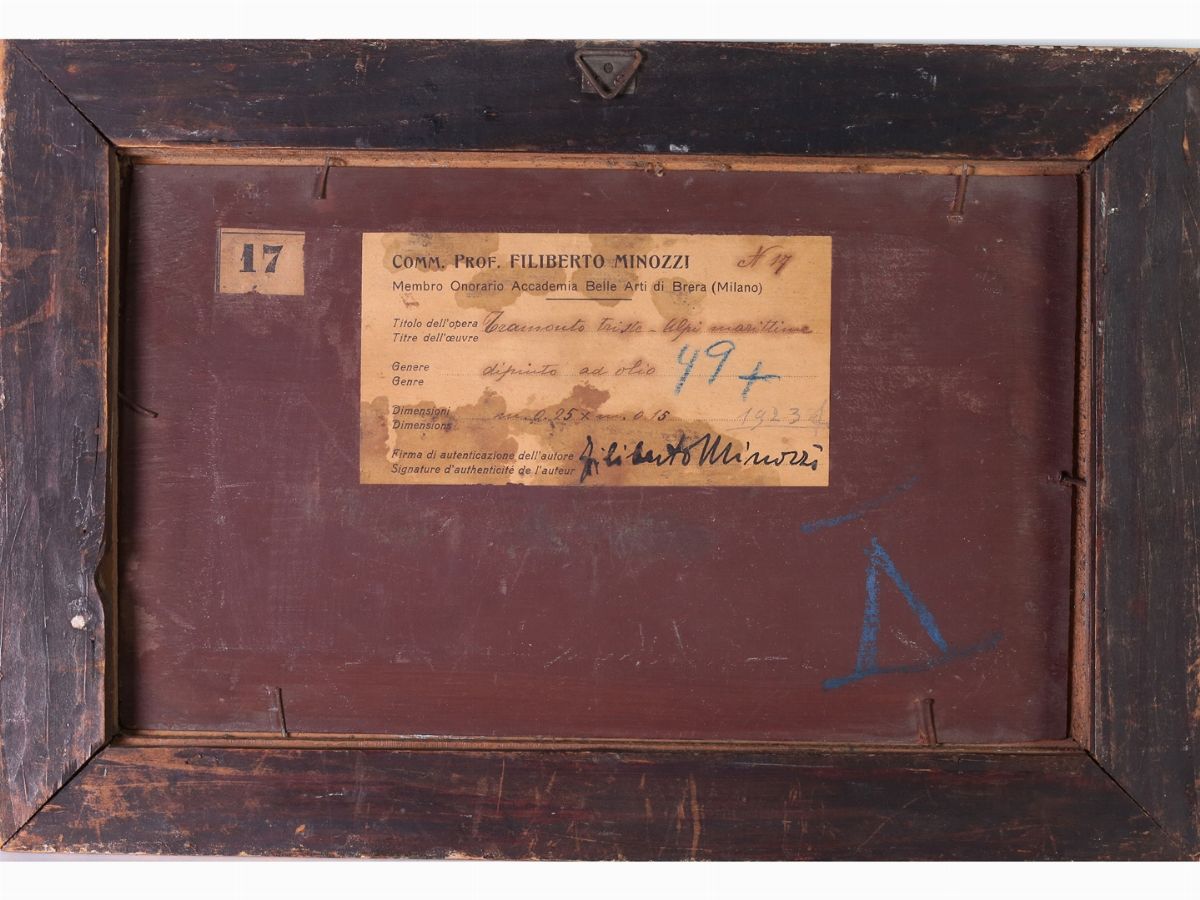 17
COMM. PROF. FILIBERTO MINOZZI N 17
Membro Onorario Accademia Belle Arti di Brera (Milano)
Titolo dell'opera Tramonto triste - Alpi marittime
Titre dell'œuvre
Genere dipinto ad olio 49+
Genre
Dimensioni m. 0.25 x m. 0.15 1923
Dimensions
Firma di autenticazione dell'autore Filiberto Minozzi
Signature d'authenticité de l'auteur